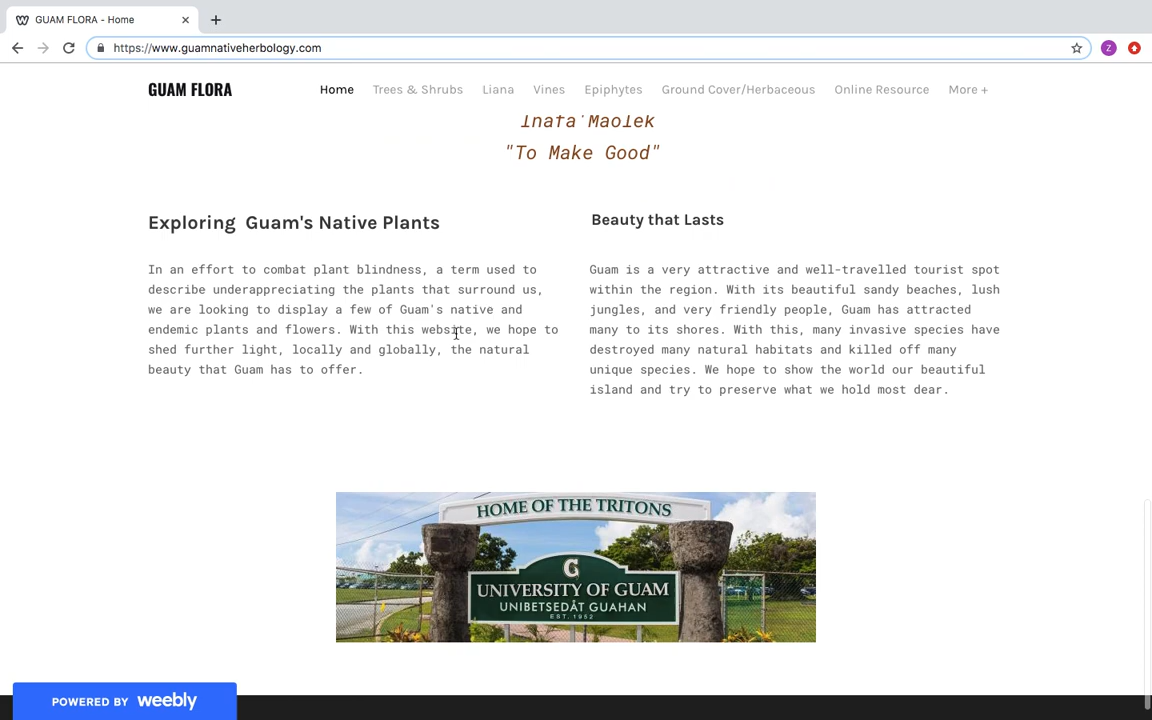 GUAM FLORA - Home
https://www.guamnativeherbology.com
Z
GUAM FLORA
Home
Trees & Shrubs
Liana
Vines
Epiphytes
Ground Cover/Herbaceous
Online Resource
More +
Inafa'Maolek
"To Make Good"
Exploring Guam's Native Plants
In an effort to combat plant blindness, a term used to
describe underappreciating the plants that surround us,
we are looking to display a few of Guam's native and
endemic plants and flowers. With this website, we hope to
shed further light, locally and globally, the natural
beauty that Guam has to offer.
Beauty that Lasts
Guam is a very attractive and well-travelled tourist spot
within the region. With its beautiful sandy beaches, lush
jungles, and very friendly people, Guam has attracted
many to its shores. With this, many invasive species have
destroyed many natural habitats and killed off many
unique species. We hope to show the world our beautiful
island and try to preserve what we hold most dear.
HOME OF THE TRITONS
G
UNIVERSITY OF GUAM
UNIBETSEDÅT GUAHAN
EST. 1952
POWERED BY weebly